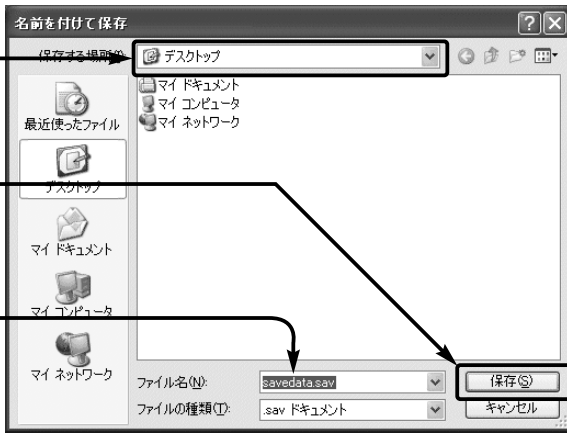 名前を付けて保存
保存する場所(I):
デスクトップ
マイ ドキュメント
マイ コンピュータ
マイ ネットワーク
最近使ったファイル
デスクトップ
マイ ドキュメント
マイ コンピュータ
マイ ネットワーク
ファイル名(N):
savedata.sav
保存(S)
ファイルの種類(T):
.sav ドキュメント
キャンセル